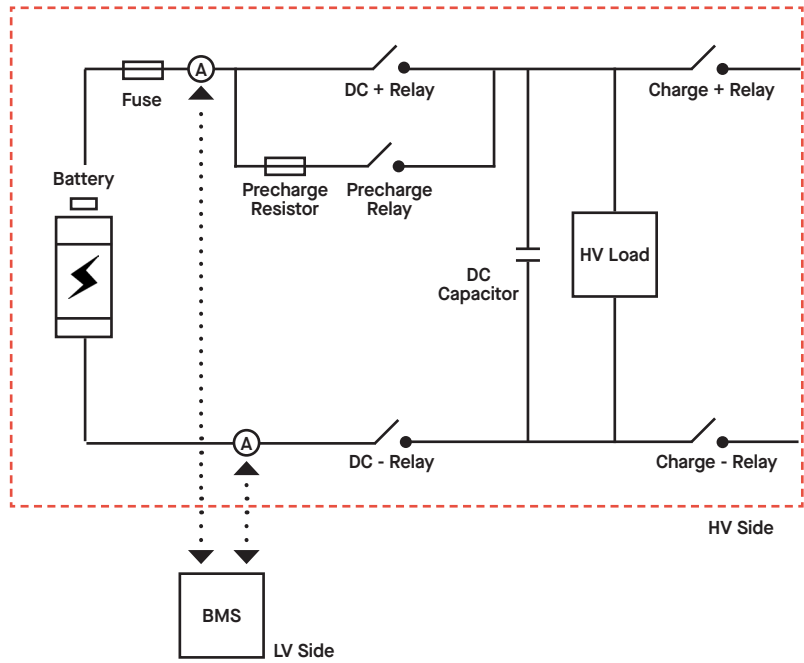 A
Fuse
DC + Relay
Charge + Relay
Battery
Precharge
Resistor
Precharge
Relay
HV Load
DC
Capacitor
A
DC - Relay
Charge - Relay
HV Side
BMS
LV Side